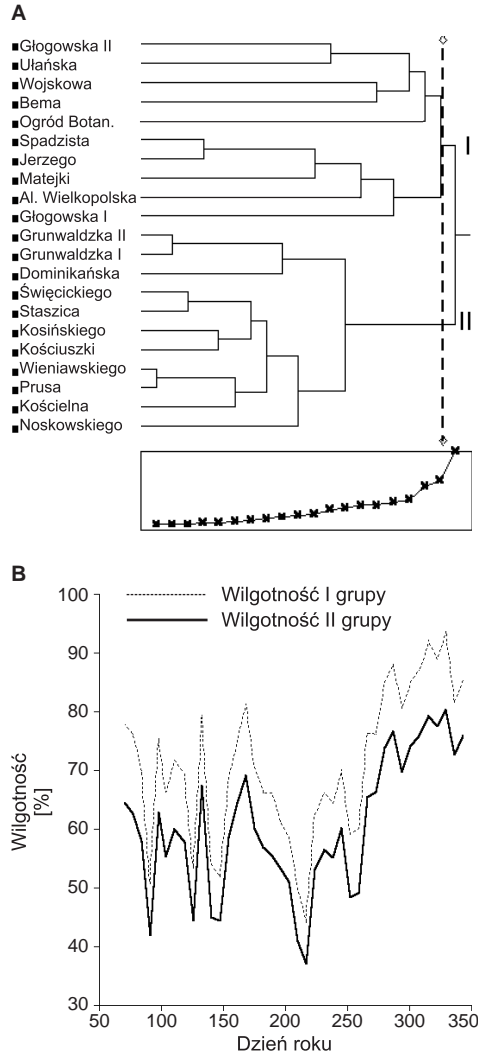 A
Głogowska II
Ułańska
Wojskowa
Bema
Ogród Botan.
Spadzista
Jerzego
Matejki
Al. Wielkopolska
Głogowska I
Grunwaldzka II
Grunwaldzka I
Dominikańska
Święcickiego
Staszica
Kosińskiego
Kościuszki
Wieniawskiego
Prusa
Kościelna
Noskowskiego
I
II
B
Wilgotność I grupy
Wilgotność II grupy
Wilgotność
[%]
100
90
80
70
60
50
40
30
50 100 150 200 250 300 350
Dzień roku